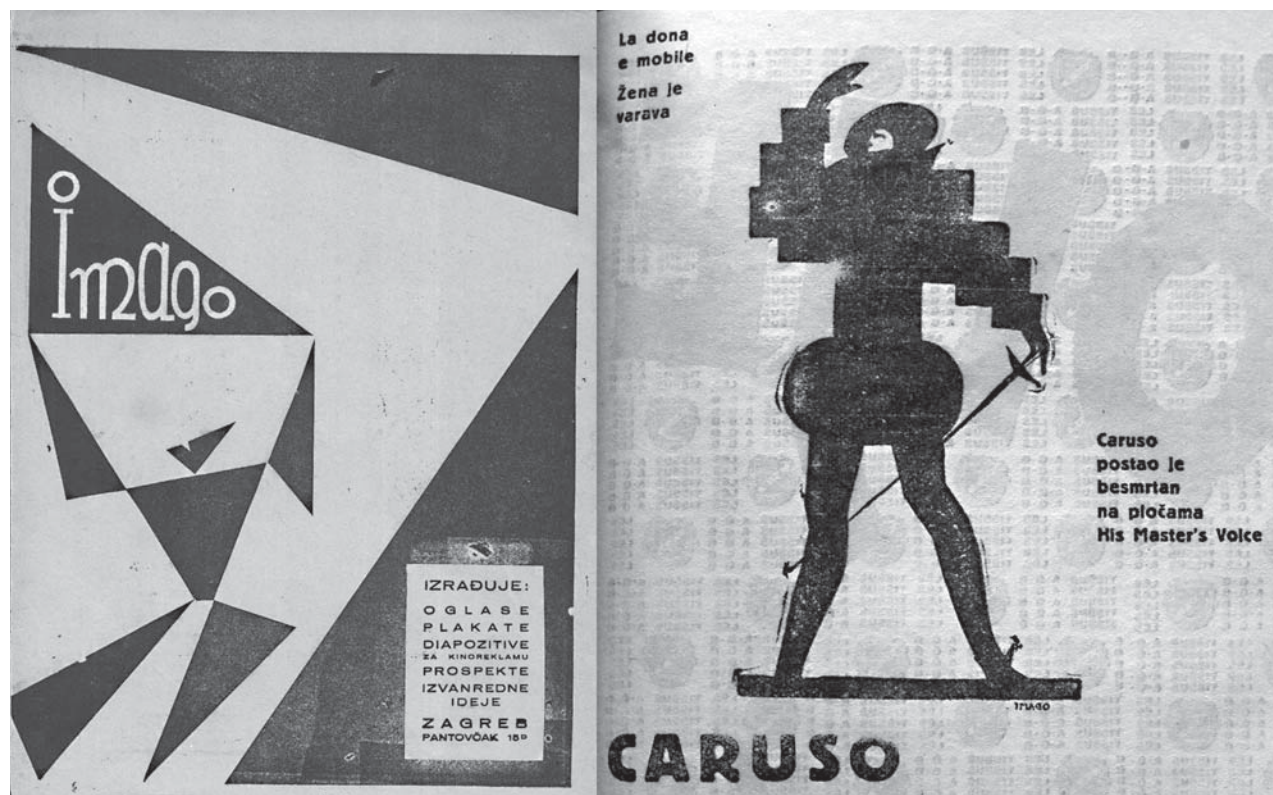 Imago
IZRAĐUJE:
OGLASE
PLAKATE
DIAPOZITIVE
ZA KINOREKLAMU
PROSPEKTE
IZVANREDNE
IDEJE
ZAGREB
PANTOVČAK 15ᴰ
La dona
e mobile
Žena je
varava
Caruso
postao je
besmrtan
na pločama
His Master's Voice
IMAGO
CARUSO